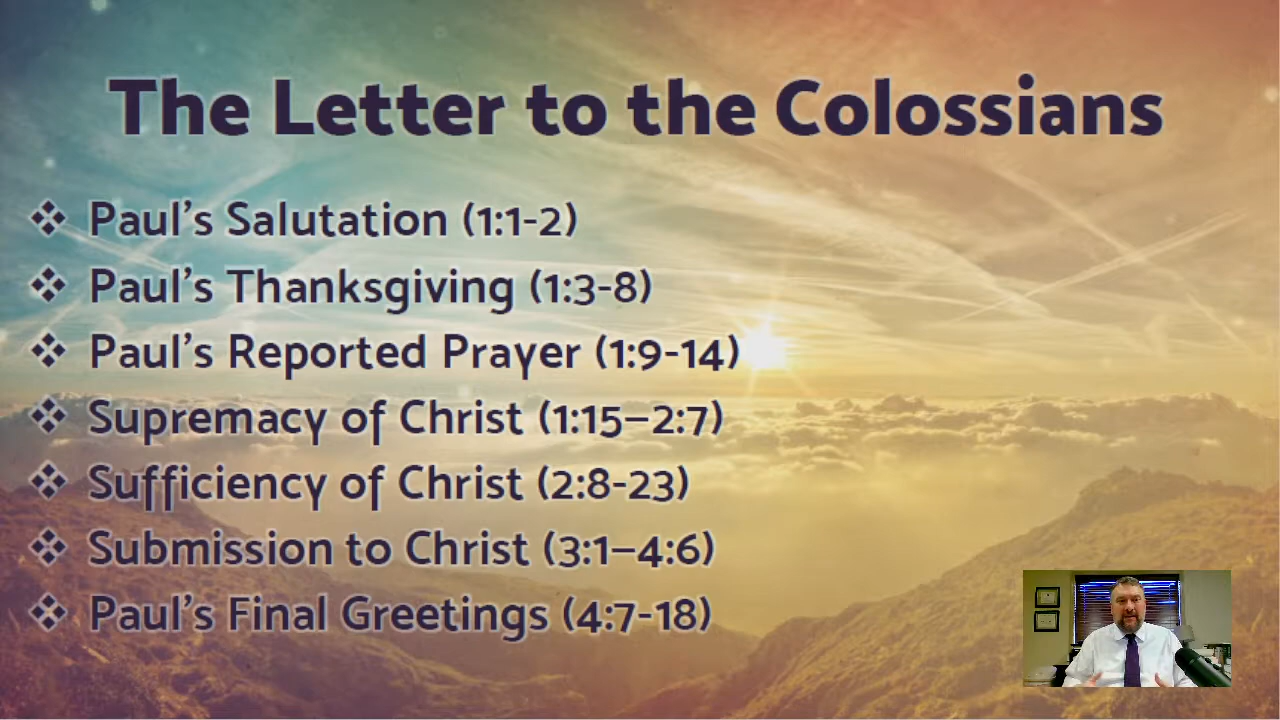 The Letter to the Colossians
❖ Paul's Salutation (1:1-2)
❖ Paul's Thanksgiving (1:3-8)
❖ Paul's Reported Prayer (1:9-14)
❖ Supremacy of Christ (1:15–2:7)
❖ Sufficiency of Christ (2:8-23)
❖ Submission to Christ (3:1–4:6)
❖ Paul's Final Greetings (4:7-18)